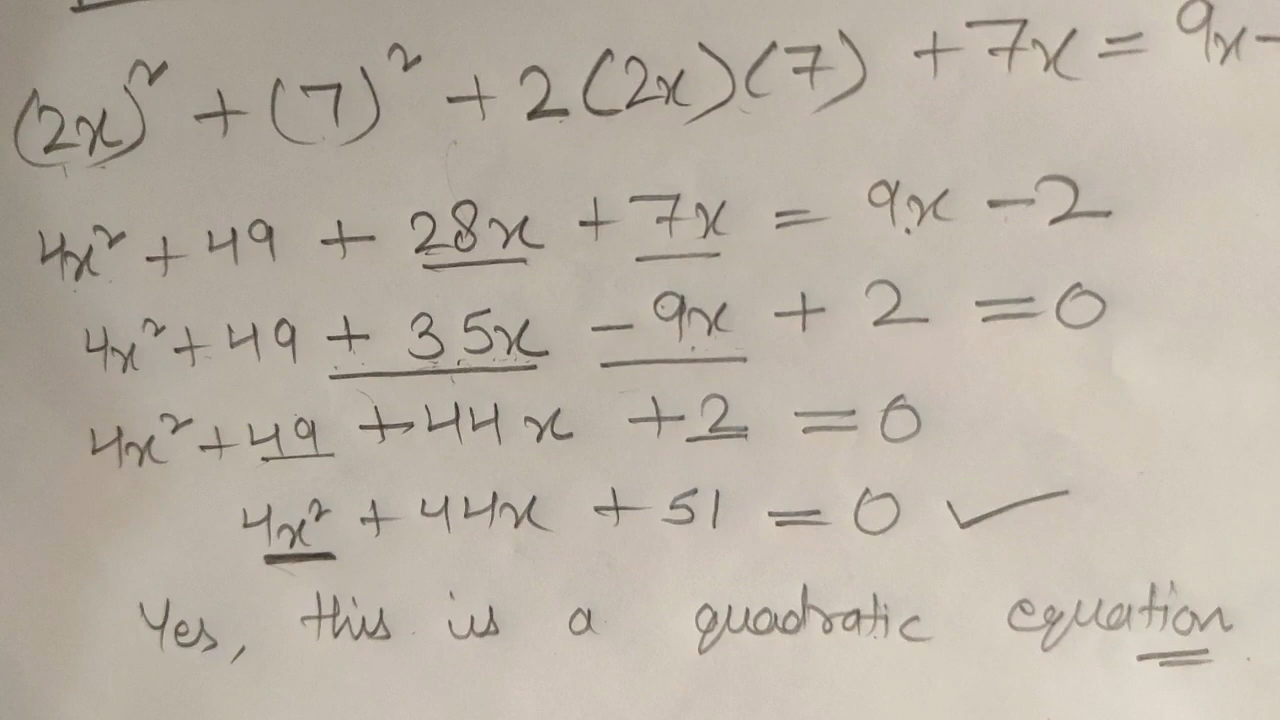 (2x)² + (7)² + 2(2x)(7) + 7x = 9x-
4x² + 49 + 28x + 7x = 9x - 2
4x² + 49 + 35x - 9x + 2 = 0
4x² + 49 + 44x + 2 = 0
4x² + 44x + 51 = 0 ✓
Yes, this is a quadratic equation